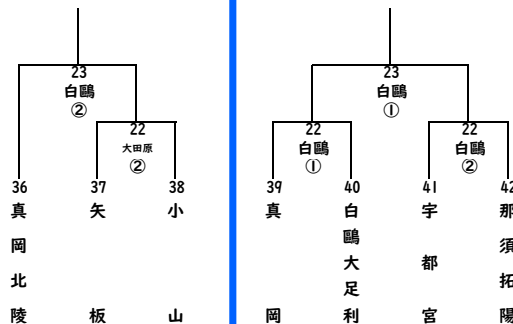 23
白鷗
②
22
大田原
②
36
真岡北陵
37
矢板
38
小山
23
白鷗
①
22
白鷗
①
22
白鷗
②
39
真岡
40
白鷗大足利
41
宇都宮
42
那須拓陽